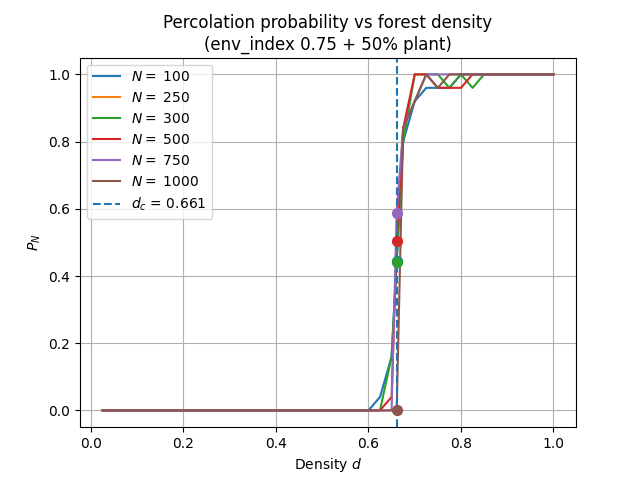 Percolation probability vs forest density
(env_index 0.75 + 50% plant)
1.0
0.8
0.6
0.4
0.2
0.0
P_N
N = 100
N = 250
N = 300
N = 500
N = 750
N = 1000
d_c = 0.661
0.0 0.2 0.4 0.6 0.8 1.0
Density d